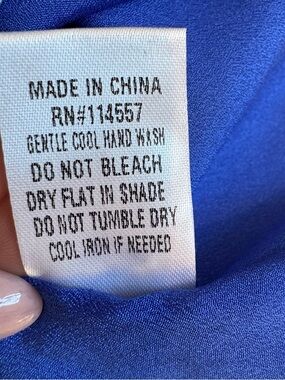 MADE IN CHINA
RN#114557
GENTLE COOL HAND WASH
DO NOT BLEACH
DRY FLAT IN SHADE
DO NOT TUMBLE DRY
COOL IRON IF NEEDED